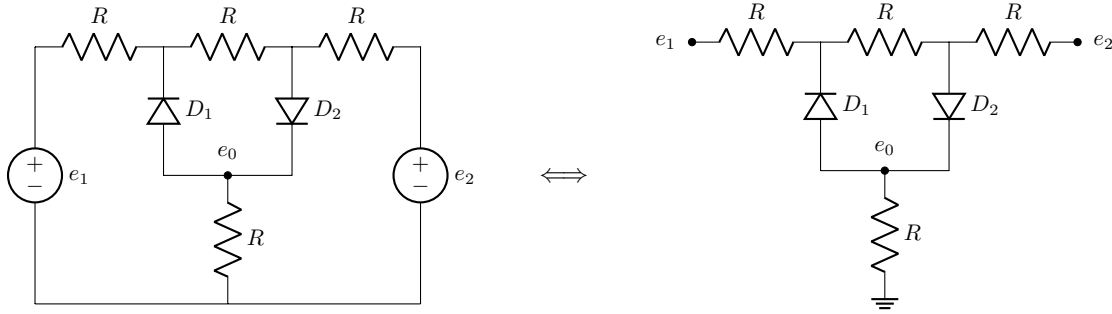 R R R
D₁ D₂
e₀
e₁ + − + − e₂
R
⟺
R R R
e₁ e₂
D₁ D₂
e₀
R